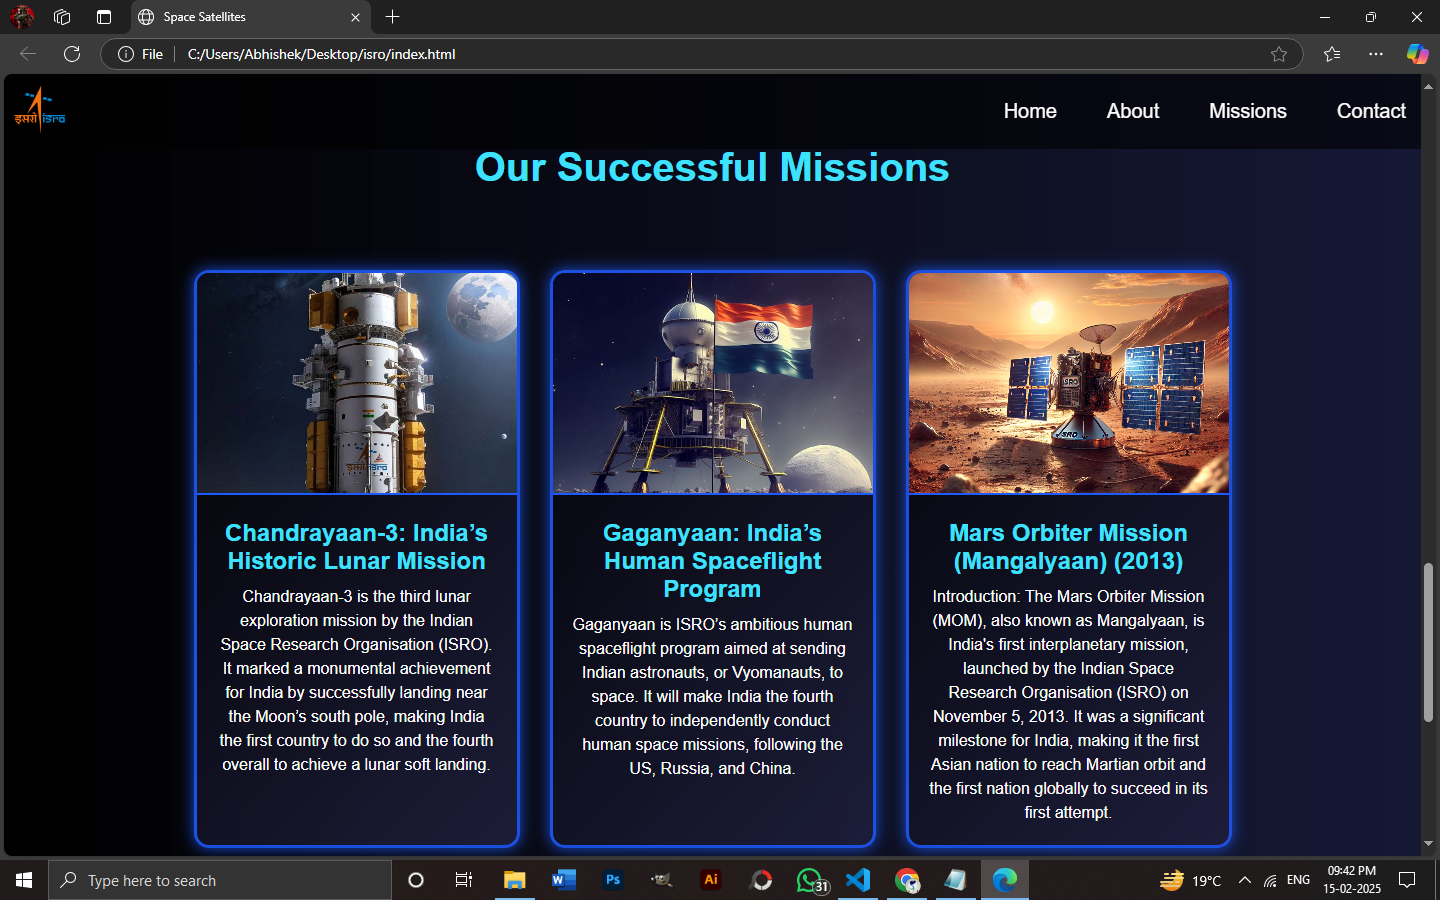 Space Satellites
File
C:/Users/Abhishek/Desktop/isro/index.html
इसरो isro
Home
About
Missions
Contact
Our Successful Missions
इसरो isro
ISRO
ISRO
Chandrayaan-3: India’s
Historic Lunar Mission
Chandrayaan-3 is the third lunar
exploration mission by the Indian
Space Research Organisation (ISRO).
It marked a monumental achievement
for India by successfully landing near
the Moon’s south pole, making India
the first country to do so and the fourth
overall to achieve a lunar soft landing.
Gaganyaan: India’s
Human Spaceflight
Program
Gaganyaan is ISRO’s ambitious human
spaceflight program aimed at sending
Indian astronauts, or Vyomanauts, to
space. It will make India the fourth
country to independently conduct
human space missions, following the
US, Russia, and China.
Mars Orbiter Mission
(Mangalyaan) (2013)
Introduction: The Mars Orbiter Mission
(MOM), also known as Mangalyaan, is
India's first interplanetary mission,
launched by the Indian Space
Research Organisation (ISRO) on
November 5, 2013. It was a significant
milestone for India, making it the first
Asian nation to reach Martian orbit and
the first nation globally to succeed in its
first attempt.
Type here to search
W
Ps
Ai
31
19°C
ENG
09:42 PM
15-02-2025